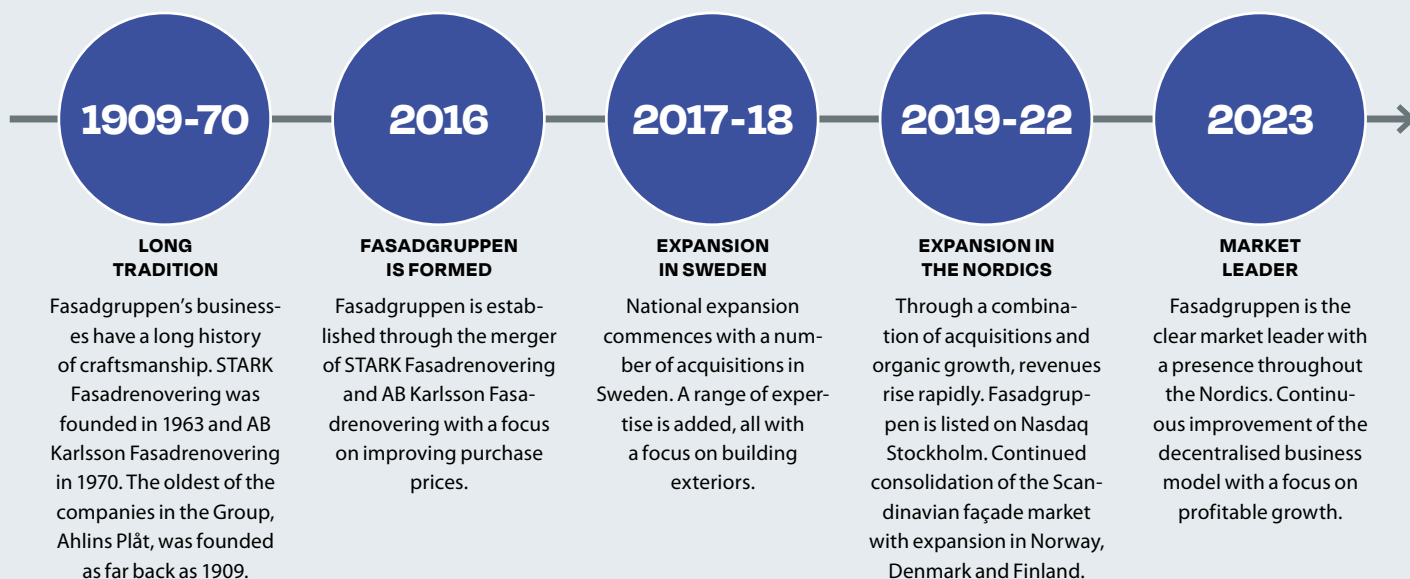 1909-70
LONG
TRADITION
Fasadgruppen's business-
es have a long history
of craftsmanship. STARK
Fasadrenovering was
founded in 1963 and AB
Karlsson Fasadrenovering
in 1970. The oldest of the
companies in the Group,
Ahlins Plåt, was founded
as far back as 1909.
2016
FASADGRUPPEN
IS FORMED
Fasadgruppen is estab-
lished through the merger
of STARK Fasadrenovering
and AB Karlsson Fasa-
drenovering with a focus
on improving purchase
prices.
2017-18
EXPANSION
IN SWEDEN
National expansion
commences with a num-
ber of acquisitions in
Sweden. A range of exper-
tise is added, all with
a focus on building
exteriors.
2019-22
EXPANSION IN
THE NORDICS
Through a combina-
tion of acquisitions and
organic growth, revenues
rise rapidly. Fasadgrup-
pen is listed on Nasdaq
Stockholm. Continued
consolidation of the Scan-
dinavian façade market
with expansion in Norway,
Denmark and Finland.
2023
MARKET
LEADER
Fasadgruppen is the
clear market leader with
a presence throughout
the Nordics. Continu-
ous improvement of the
decentralised business
model with a focus on
profitable growth.